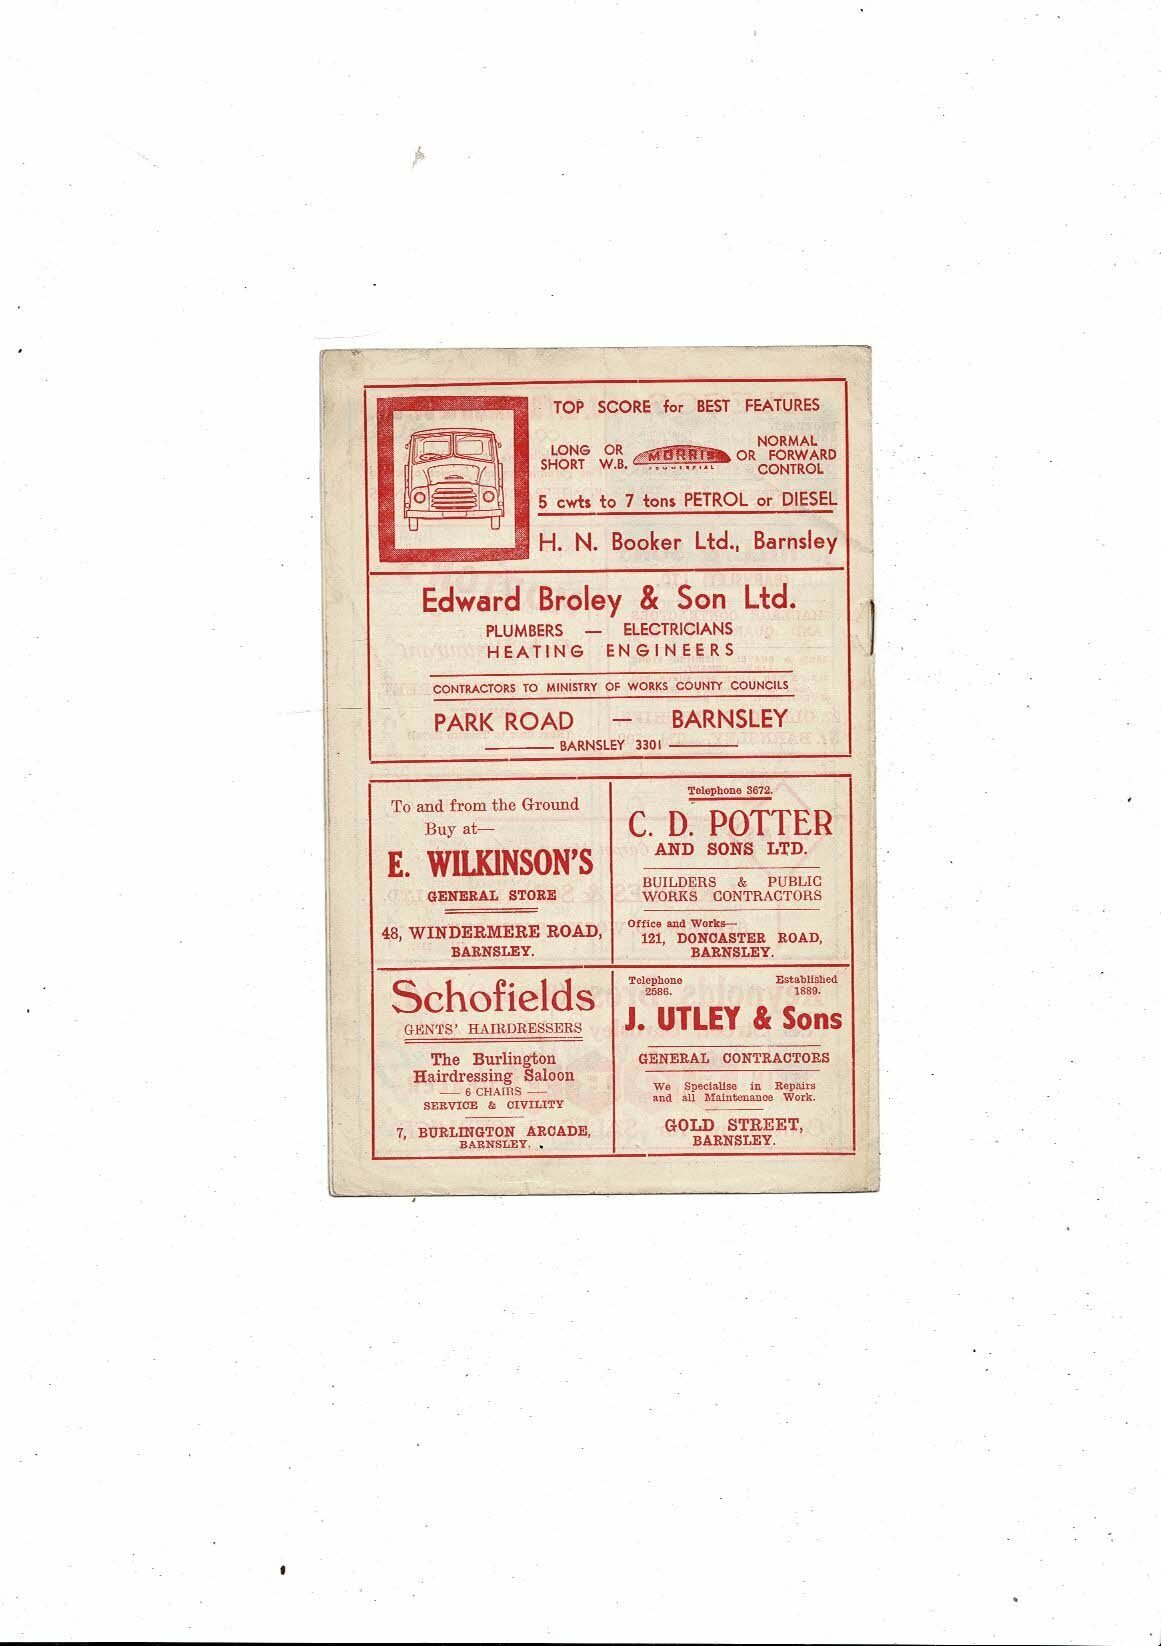 TOP SCORE for BEST FEATURES
LONG OR
SHORT W.B.
MORRIS
COMMERCIAL
NORMAL
OR FORWARD
CONTROL
5 cwts to 7 tons PETROL or DIESEL
H. N. Booker Ltd., Barnsley
Edward Broley & Son Ltd.
PLUMBERS — ELECTRICIANS
HEATING ENGINEERS
CONTRACTORS TO MINISTRY OF WORKS COUNTY COUNCILS
PARK ROAD — BARNSLEY
BARNSLEY 3301
To and from the Ground
Buy at—
E. WILKINSON'S
GENERAL STORE
48, WINDERMERE ROAD,
BARNSLEY.
Telephone 3672.
C. D. POTTER
AND SONS LTD.
BUILDERS & PUBLIC
WORKS CONTRACTORS
Office and Works—
121, DONCASTER ROAD,
BARNSLEY.
Schofields
GENTS' HAIRDRESSERS
The Burlington
Hairdressing Saloon
— 6 CHAIRS —
SERVICE & CIVILITY
7, BURLINGTON ARCADE,
BARNSLEY.
Telephone
2586.
Established
1889.
J. UTLEY & Sons
GENERAL CONTRACTORS
We Specialise in Repairs
and all Maintenance Work.
GOLD STREET,
BARNSLEY.